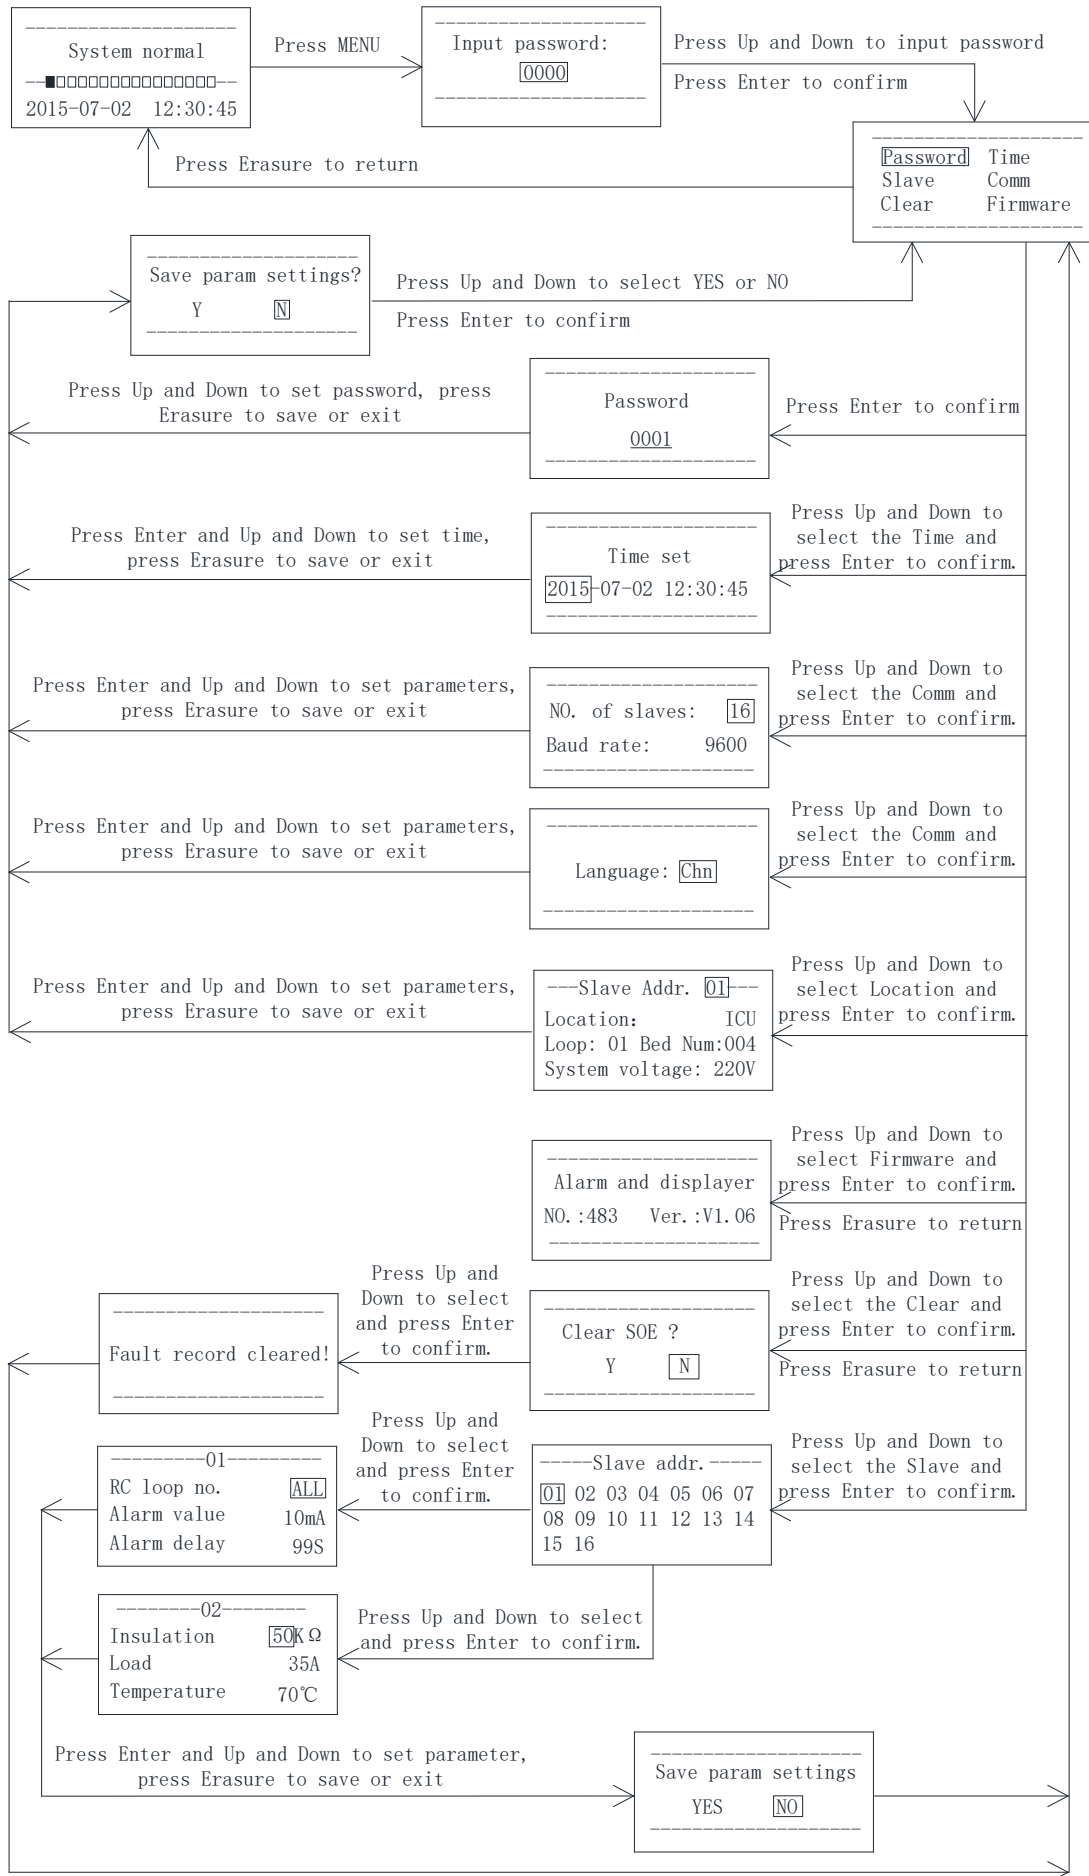 System normal
2015-07-02 12:30:45
Press MENU
Input password:
0000
Press Up and Down to input password
Press Enter to confirm
Password Time
Slave Comm
Clear Firmware
Press Erasure to return
Save param settings?
Y N
Press Up and Down to select YES or NO
Press Enter to confirm
Press Up and Down to set password, press
Erasure to save or exit
Password
0001
Press Enter to confirm
Press Enter and Up and Down to set time,
press Erasure to save or exit
Time set
2015-07-02 12:30:45
Press Up and Down to
select the Time and
press Enter to confirm.
Press Enter and Up and Down to set parameters,
press Erasure to save or exit
NO. of slaves: 16
Baud rate: 9600
Press Up and Down to
select the Comm and
press Enter to confirm.
Press Enter and Up and Down to set parameters,
press Erasure to save or exit
Language: Chn
Press Up and Down to
select the Comm and
press Enter to confirm.
Press Enter and Up and Down to set parameters,
press Erasure to save or exit
---Slave Addr. 01---
Location: ICU
Loop: 01 Bed Num:004
System voltage: 220V
Press Up and Down to
select Location and
press Enter to confirm.
Alarm and displayer
NO.:483 Ver.:V1.06
Press Up and Down to
select Firmware and
press Enter to confirm.
Press Erasure to return
Fault record cleared!
Press Up and
Down to select
and press Enter
to confirm.
Clear SOE ?
Y N
Press Up and Down to
select the Clear and
press Enter to confirm.
Press Erasure to return
---------01---------
RC loop no. ALL
Alarm value 10mA
Alarm delay 99S
Press Up and
Down to select
and press Enter
to confirm.
-----Slave addr.-----
01 02 03 04 05 06 07
08 09 10 11 12 13 14
15 16
Press Up and Down to
select the Slave and
press Enter to confirm.
--------02--------
Insulation 50KΩ
Load 35A
Temperature 70℃
Press Up and Down to select
and press Enter to confirm.
Press Enter and Up and Down to set parameter,
press Erasure to save or exit
Save param settings
YES NO